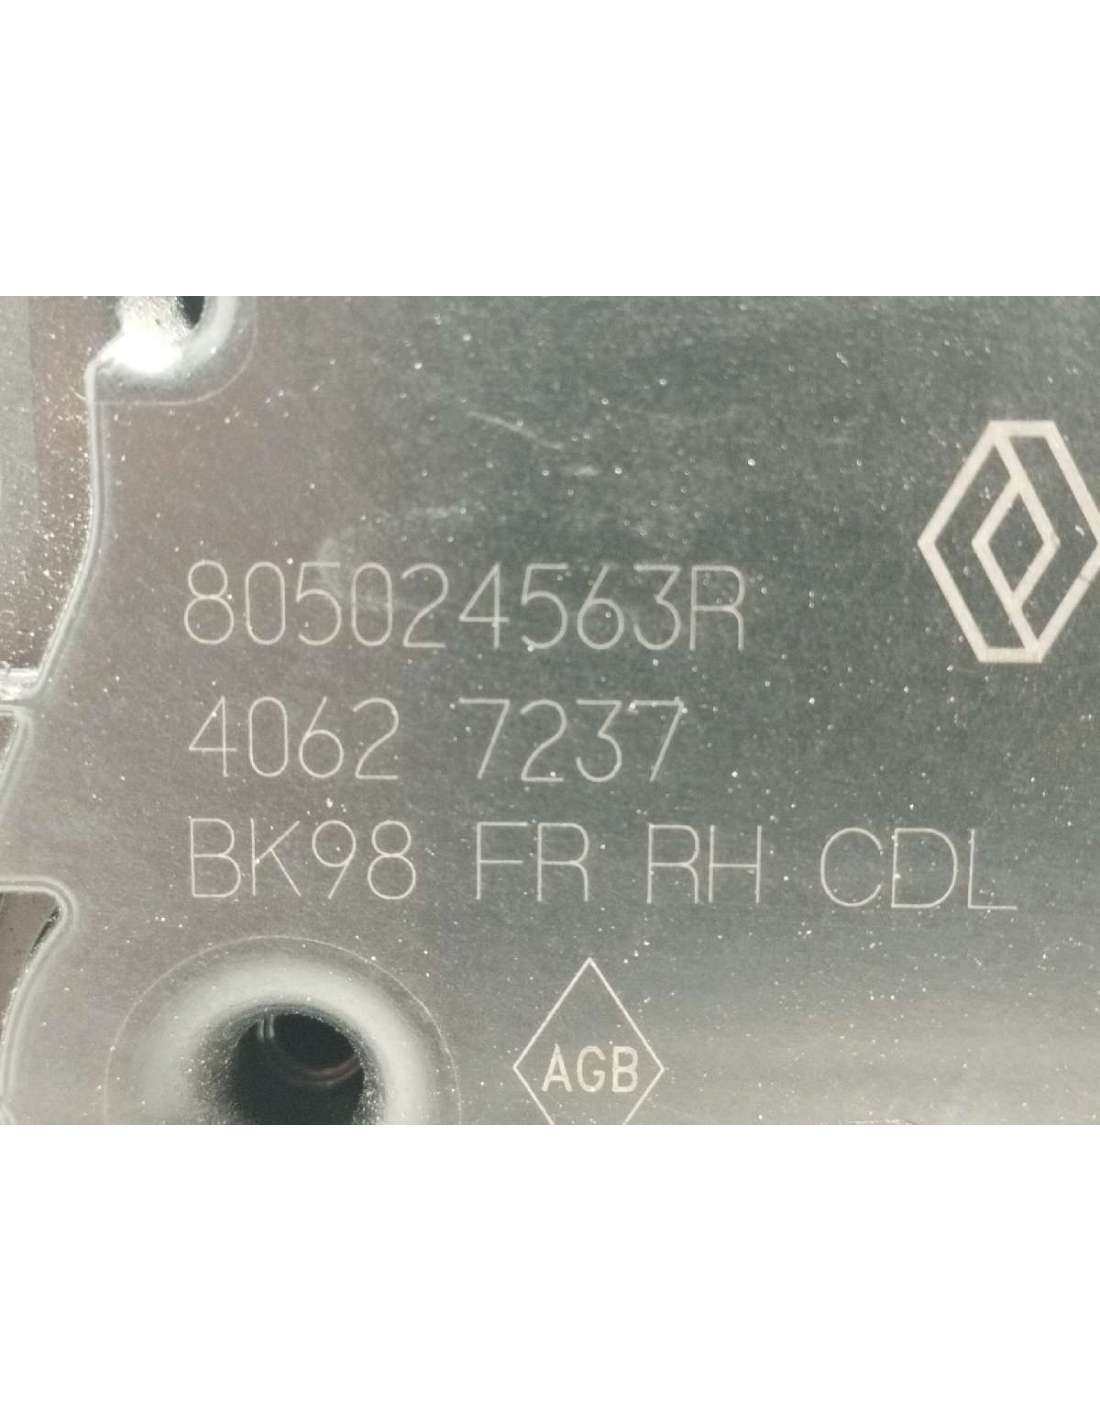 805024563R
4062 7237
BK98 FR RH CDL
AGB